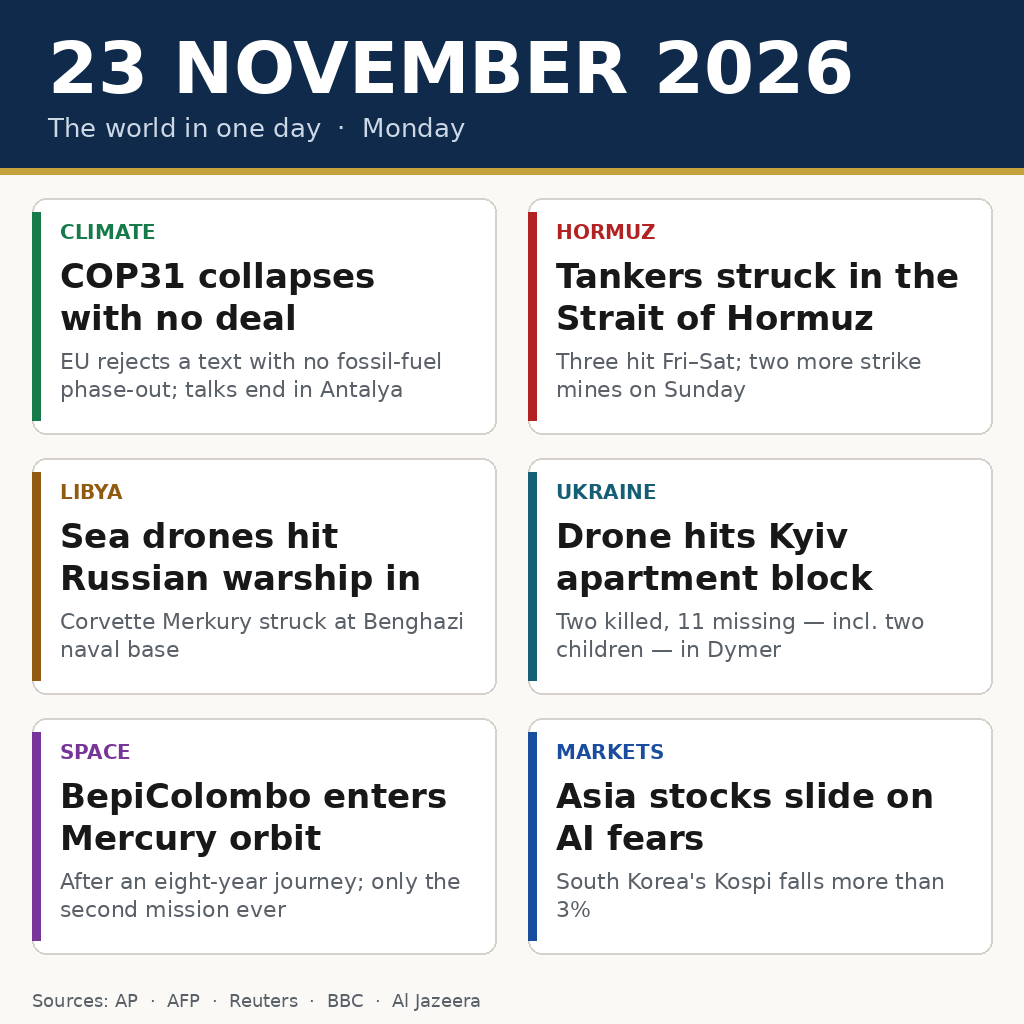 23 NOVEMBER 2026
The world in one day · Monday
CLIMATE
COP31 collapses
with no deal
EU rejects a text with no fossil-fuel
phase-out; talks end in Antalya
HORMUZ
Tankers struck in the
Strait of Hormuz
Three hit Fri–Sat; two more strike
mines on Sunday
LIBYA
Sea drones hit
Russian warship in
Corvette Merkury struck at Benghazi
naval base
UKRAINE
Drone hits Kyiv
apartment block
Two killed, 11 missing — incl. two
children — in Dymer
SPACE
BepiColombo enters
Mercury orbit
After an eight-year journey; only the
second mission ever
MARKETS
Asia stocks slide on
AI fears
South Korea's Kospi falls more than
3%
Sources: AP · AFP · Reuters · BBC · Al Jazeera